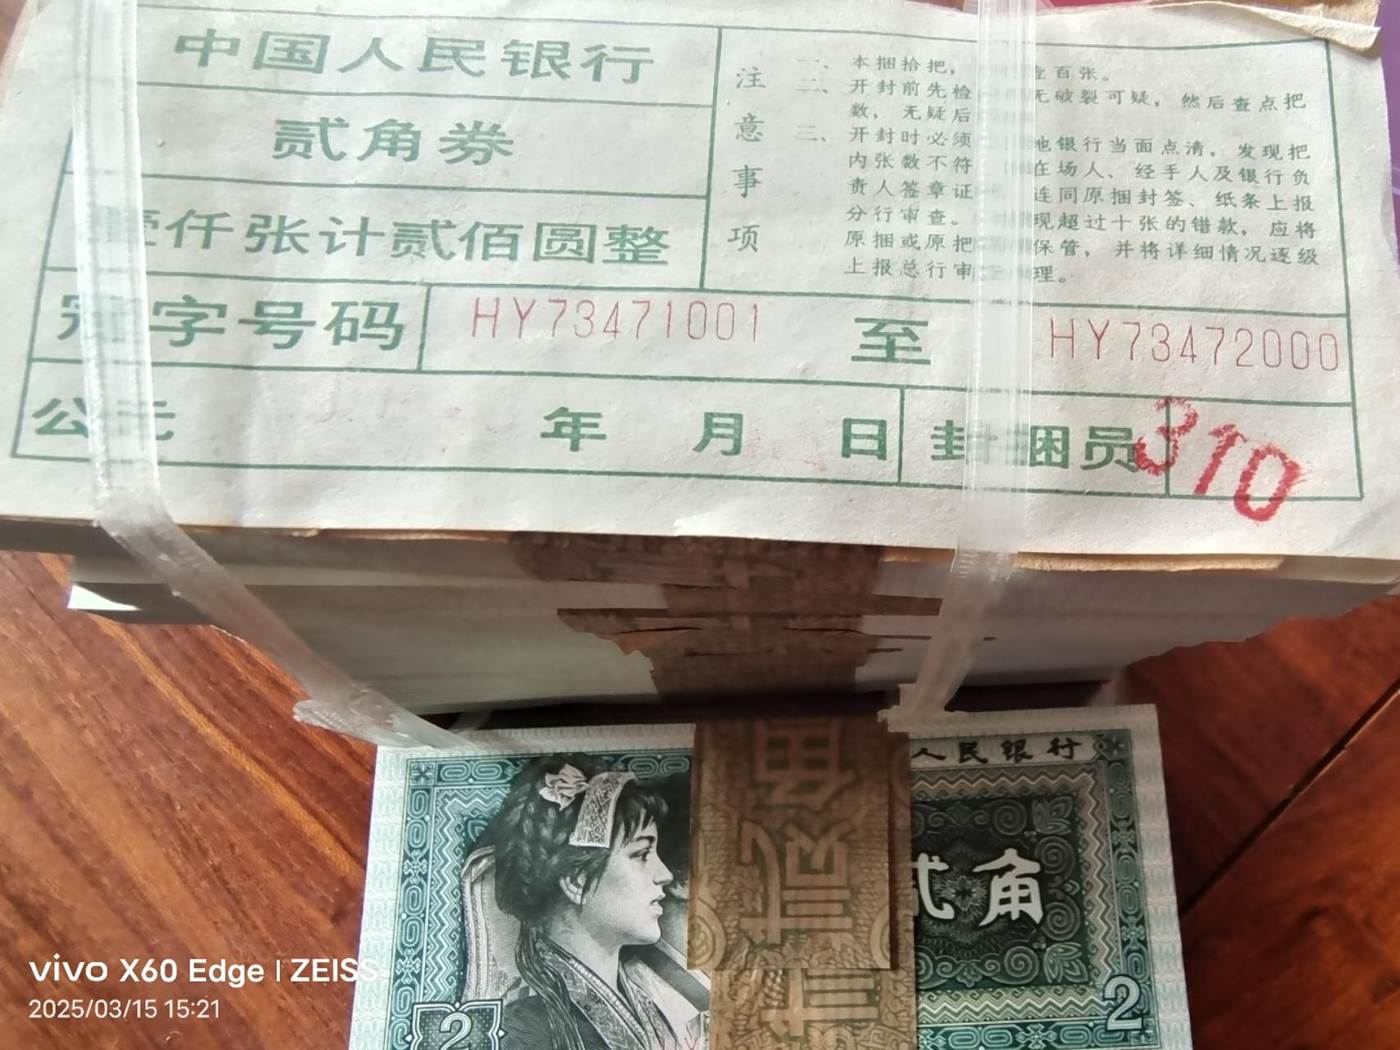 中国人民银行
贰角券
仟张计贰佰圆整
字号码 HY73471001 至 HY73472000
公元 年 月 日 封捆员 310
注意事项
一、本捆拾把, 百张。
二、开封前先检 无破裂可疑，然后查点把
数，无疑后
三、开封时必须 地银行当面点清，发现把
内张数不符 在场人、经手人及银行负
责人签章证 连同原捆封签、纸条上报
分行审查。 现超过十张的错款，应将
原捆或原把 保管，并将详细情况逐级
上报总行审 理。
人民银行
贰角
贰角
2
2
vivo X60 Edge | ZEISS
2025/03/15 15:21